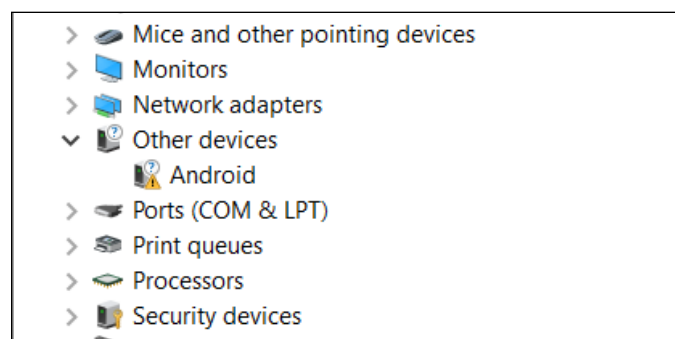 Mice and other pointing devices
Monitors
Network adapters
Other devices
Android
Ports (COM & LPT)
Print queues
Processors
Security devices